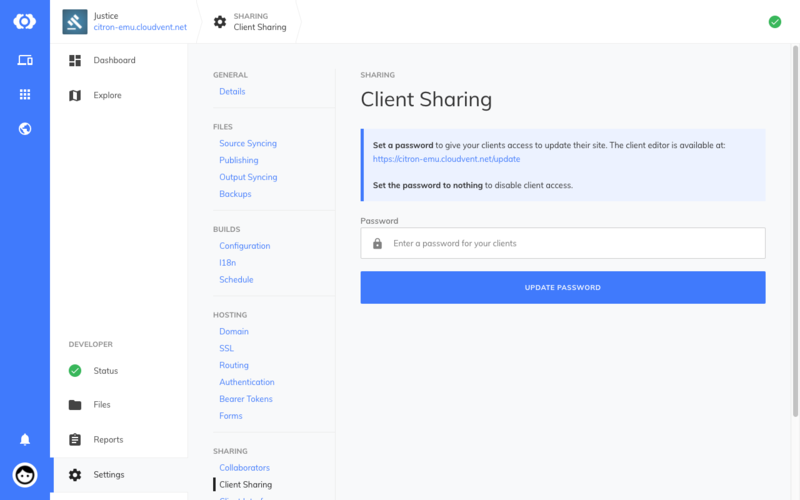 Justice
citron-emu.cloudvent.net
SHARING
Client Sharing
Dashboard
Explore
DEVELOPER
Status
Files
Reports
Settings
GENERAL
Details
FILES
Source Syncing
Publishing
Output Syncing
Backups
BUILDS
Configuration
I18n
Schedule
HOSTING
Domain
SSL
Routing
Authentication
Bearer Tokens
Forms
SHARING
Collaborators
Client Sharing
SHARING
Client Sharing
Set a password to give your clients access to update their site. The client editor is available at:
https://citron-emu.cloudvent.net/update
Set the password to nothing to disable client access.
Password
Enter a password for your clients
UPDATE PASSWORD